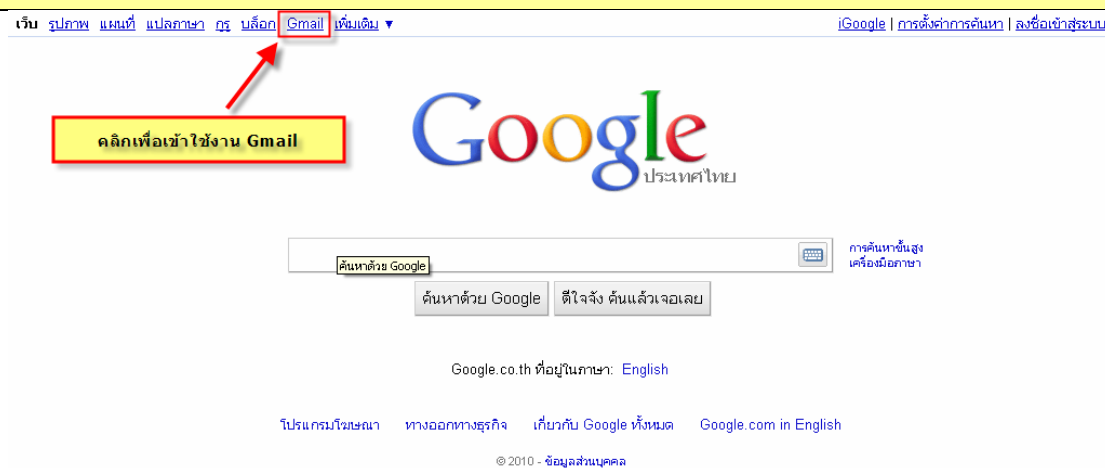 เว็บ รูปภาพ แผนที่ แปลภาษา กูรู บล็อก Gmail เพิ่มเติม ▼ iGoogle | การตั้งค่าการค้นหา | ลงชื่อเข้าสู่ระบบ
คลิกเพื่อเข้าใช้งาน Gmail
Google
ประเทศไทย
การค้นหาขั้นสูง
เครื่องมือภาษา
ค้นหาด้วย Google
ค้นหาด้วย Google ดีใจจัง ค้นแล้วเจอเลย
Google.co.th ที่อยู่ในภาษา: English
โปรแกรมโฆษณา ทางออกทางธุรกิจ เกี่ยวกับ Google ทั้งหมด Google.com in English
© 2010 - ข้อมูลส่วนบุคคล